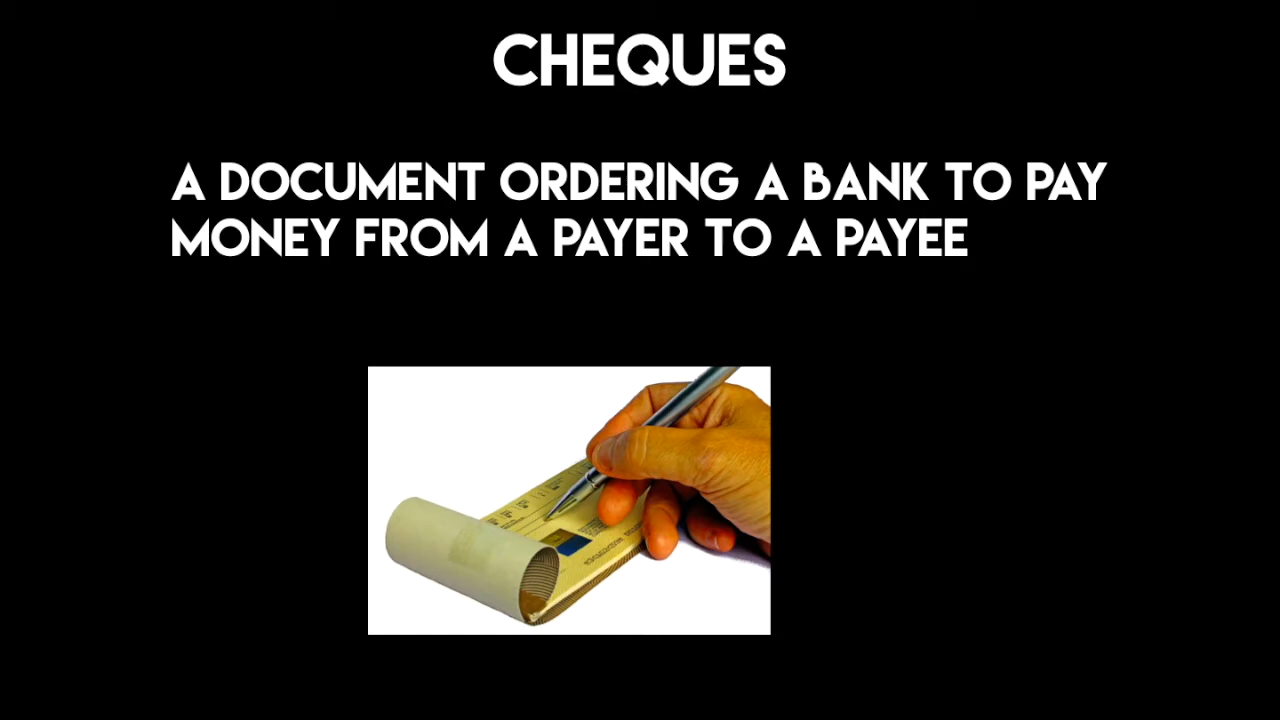 CHEQUES
A DOCUMENT ORDERING A BANK TO PAY
MONEY FROM A PAYER TO A PAYEE